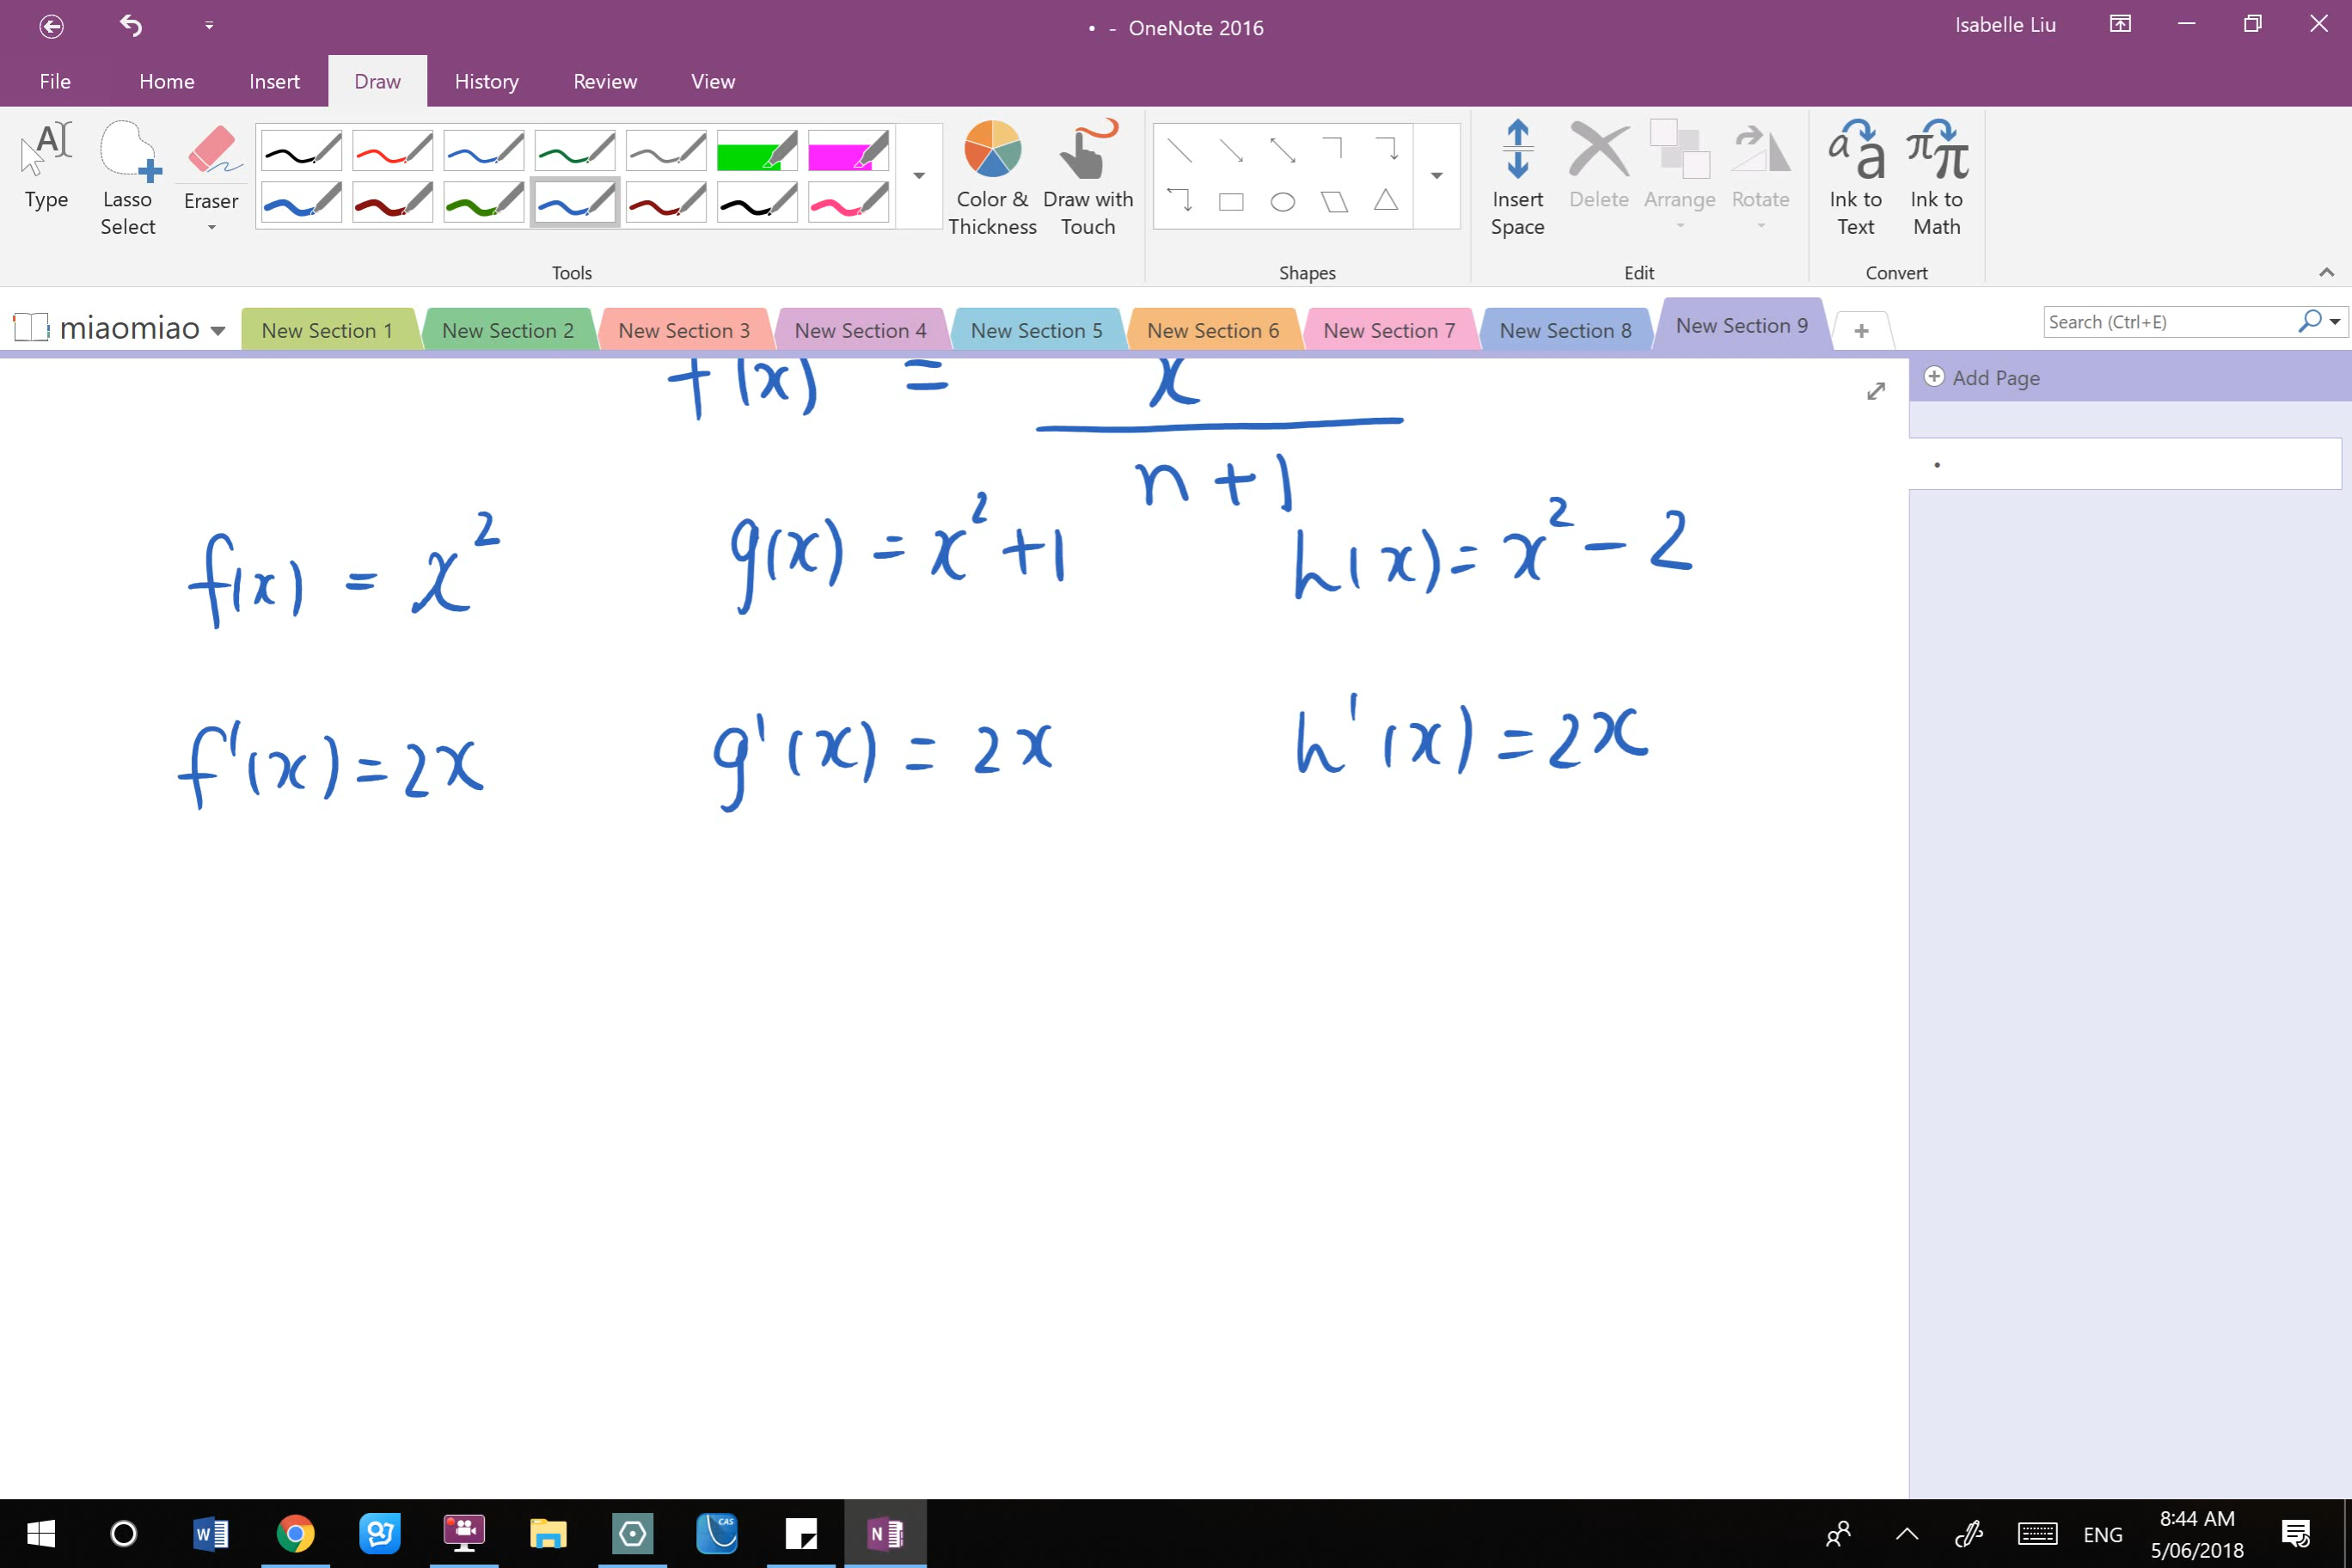 • - OneNote 2016
Isabelle Liu
File Home Insert Draw History Review View
Type
Lasso Select
Eraser
Color & Thickness
Draw with Touch
Insert Space
Delete
Arrange
Rotate
Ink to Text
Ink to Math
Tools
Shapes
Edit
Convert
miaomiao
New Section 1
New Section 2
New Section 3
New Section 4
New Section 5
New Section 6
New Section 7
New Section 8
New Section 9
Search (Ctrl+E)
Add Page
f(x) = x
n+1
f(x) = x² g(x) = x²+1 h(x) = x²-2
f'(x) = 2x g'(x) = 2x h'(x) = 2x
CAS
ENG
8:44 AM
5/06/2018